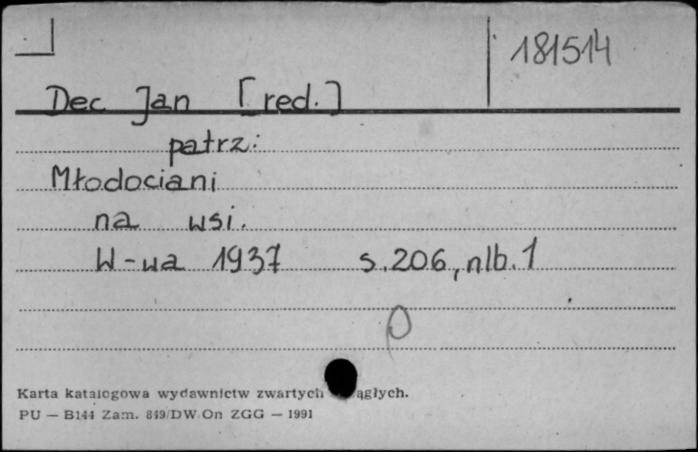 181514
Dec Jan [red.]
patrz:
Młodociani
na wsi.
W-wa 1937 s.206, nlb.1
Karta katalogowa wydawnictw zwartych ągłych.
PU — B144 Zam. 849/DW On ZGG — 1991